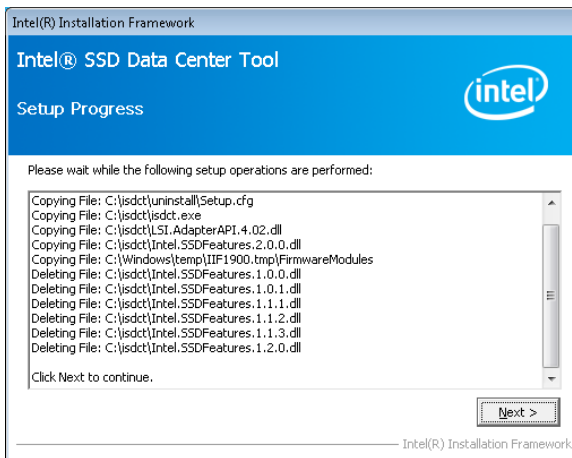 Intel(R) Installation Framework
Intel® SSD Data Center Tool
intel
Setup Progress
Please wait while the following setup operations are performed:
Copying File: C:\isdct\uninstall\Setup.cfg
Copying File: C:\isdct\isdct.exe
Copying File: C:\isdct\LSI.AdapterAPI.4.02.dll
Copying File: C:\isdct\Intel.SSDFeatures.2.0.0.dll
Copying File: C:\Windows\temp\IIF1900.tmp\FirmwareModules
Deleting File: C:\isdct\Intel.SSDFeatures.1.0.0.dll
Deleting File: C:\isdct\Intel.SSDFeatures.1.0.1.dll
Deleting File: C:\isdct\Intel.SSDFeatures.1.1.1.dll
Deleting File: C:\isdct\Intel.SSDFeatures.1.1.2.dll
Deleting File: C:\isdct\Intel.SSDFeatures.1.1.3.dll
Deleting File: C:\isdct\Intel.SSDFeatures.1.2.0.dll
Click Next to continue.
Next >
Intel(R) Installation Framework